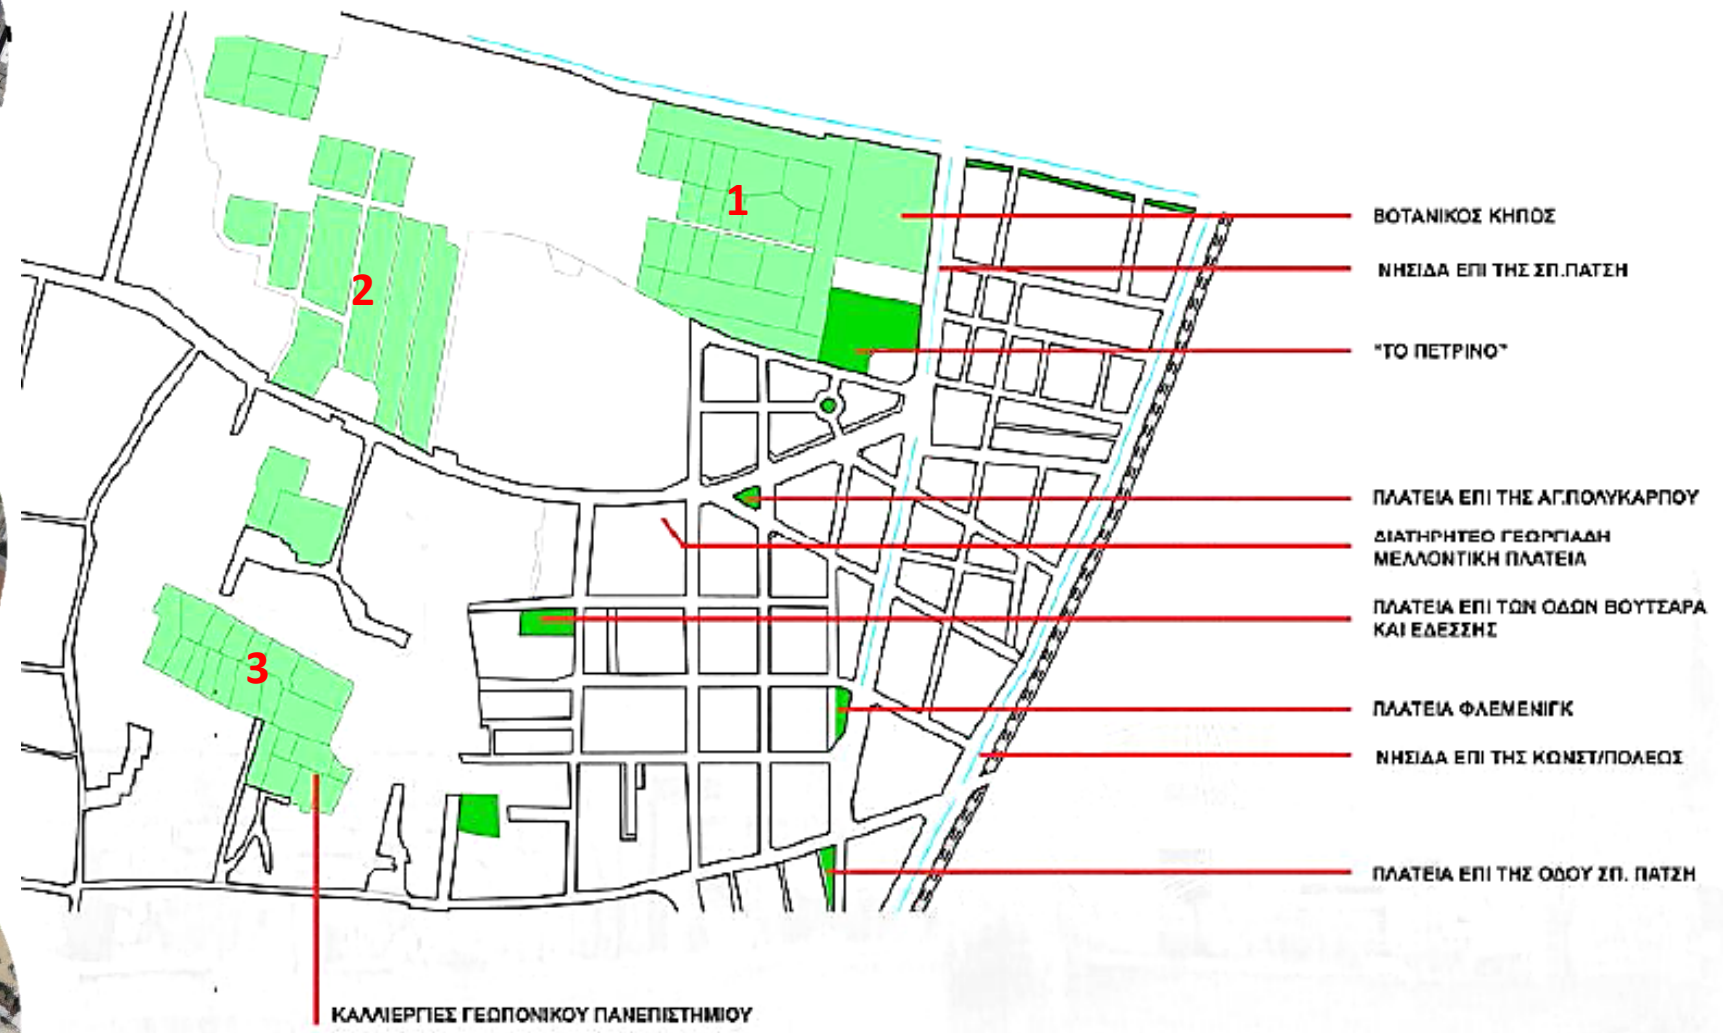 1
2
3
ΒΟΤΑΝΙΚΟΣ ΚΗΠΟΣ
ΝΗΣΙΔΑ ΕΠΙ ΤΗΣ ΣΠ.ΠΑΤΣΗ
"ΤΟ ΠΕΤΡΙΝΟ"
ΠΛΑΤΕΙΑ ΕΠΙ ΤΗΣ ΑΓ.ΠΟΛΥΚΑΡΠΟΥ
ΔΙΑΤΗΡΗΤΕΟ ΓΕΩΡΓΙΑΔΗ
ΜΕΛΛΟΝΤΙΚΗ ΠΛΑΤΕΙΑ
ΠΛΑΤΕΙΑ ΕΠΙ ΤΩΝ ΟΔΩΝ ΒΟΥΤΣΑΡΑ
ΚΑΙ ΕΔΕΣΣΗΣ
ΠΛΑΤΕΙΑ ΦΛΕΜΕΝΙΓΚ
ΝΗΣΙΔΑ ΕΠΙ ΤΗΣ ΚΩΝΣΤ/ΠΟΛΕΩΣ
ΠΛΑΤΕΙΑ ΕΠΙ ΤΗΣ ΟΔΟΥ ΣΠ. ΠΑΤΣΗ
ΚΑΛΛΙΕΡΓΙΕΣ ΓΕΩΠΟΝΙΚΟΥ ΠΑΝΕΠΙΣΤΗΜΙΟΥ